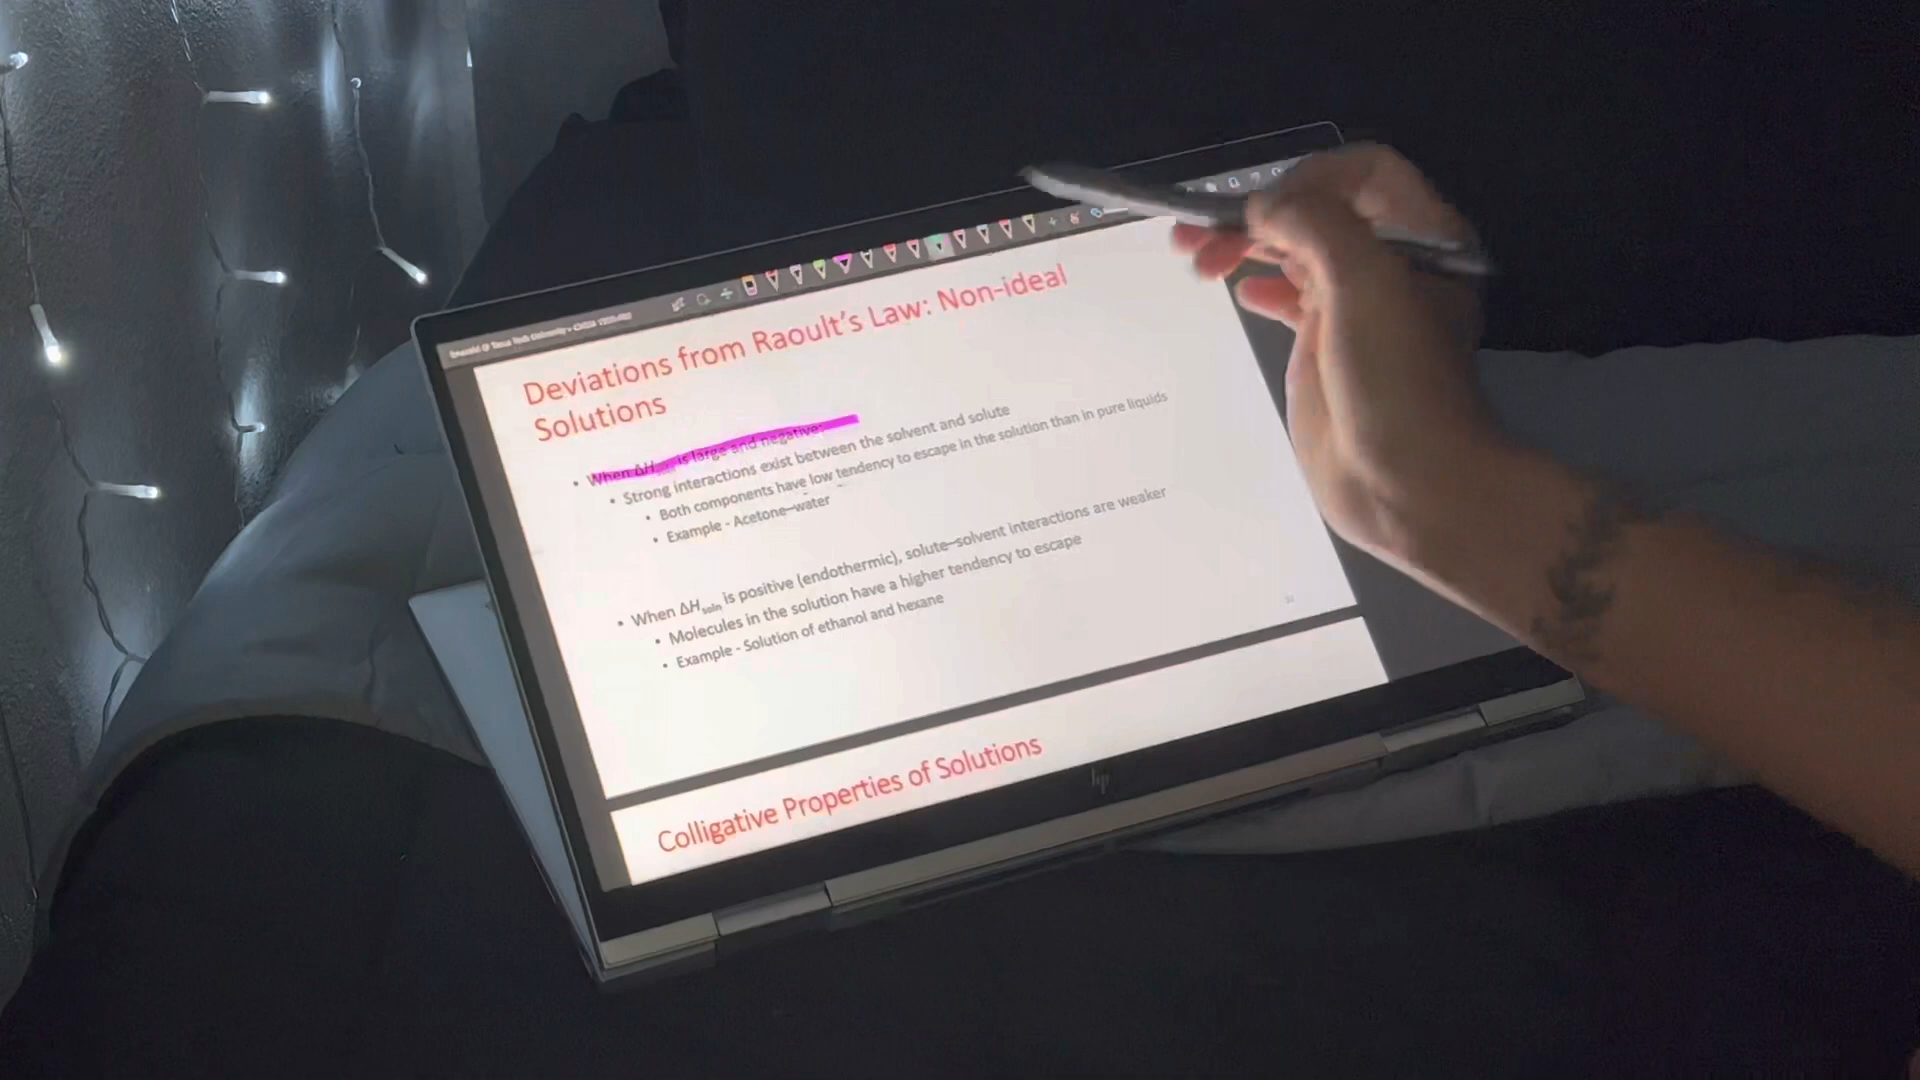 Deviations from Raoult's Law: Non-ideal
Solutions
• When ΔH is large and negative:
• Strong interactions exist between the solvent and solute
• Both components have low tendency to escape in the solution than in pure liquids
• Example - Acetone–water
• When ΔHsoln is positive (endothermic), solute–solvent interactions are weaker
• Molecules in the solution have a higher tendency to escape
• Example - Solution of ethanol and hexane
Colligative Properties of Solutions
hp